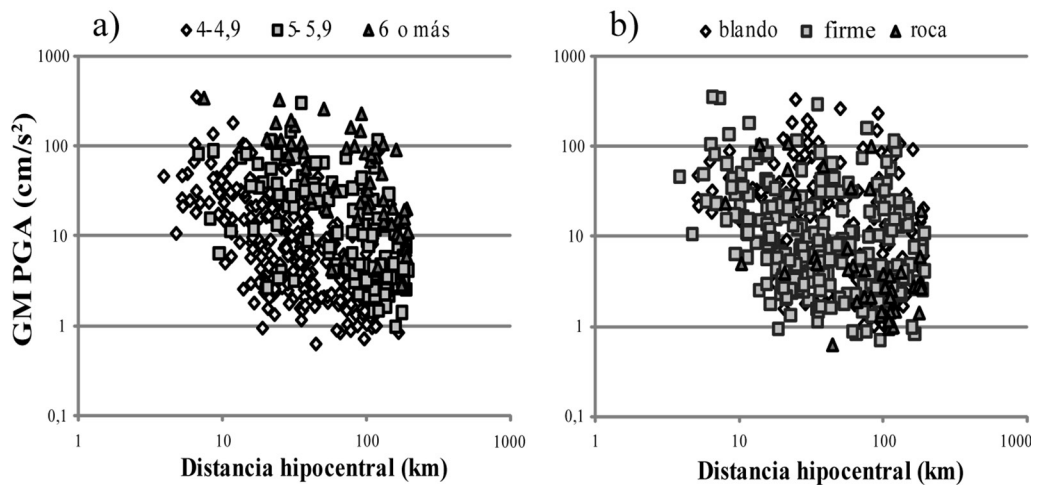 a) 4-4,9 5-5,9 6 o más
GM PGA (cm/s²)
1000
100
10
1
0,1
1 10 100 1000
Distancia hipocentral (km)
b) blando firme roca
1000
100
10
1
0,1
1 10 100 1000
Distancia hipocentral (km)